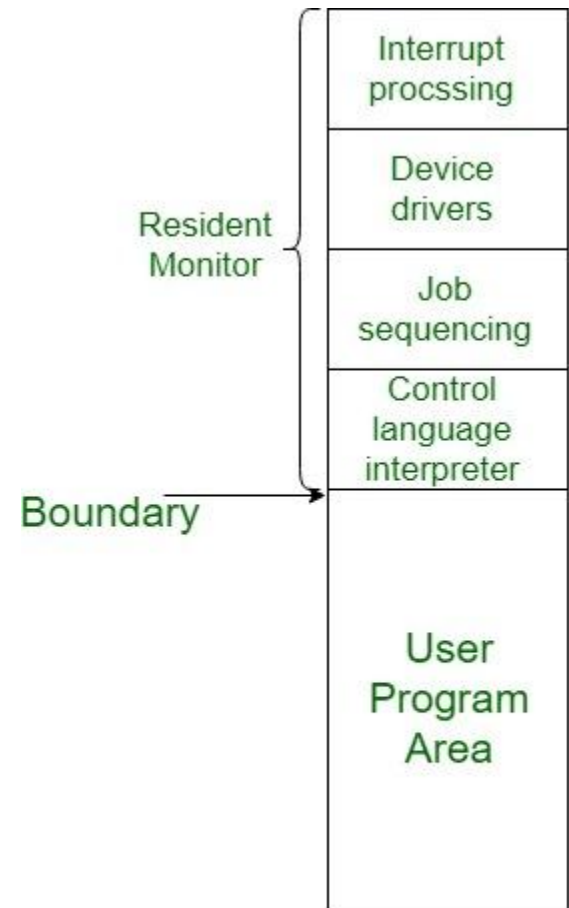 Interrupt
procssing
Device
drivers
Resident
Monitor
Job
sequencing
Control
language
interpreter
Boundary
User
Program
Area